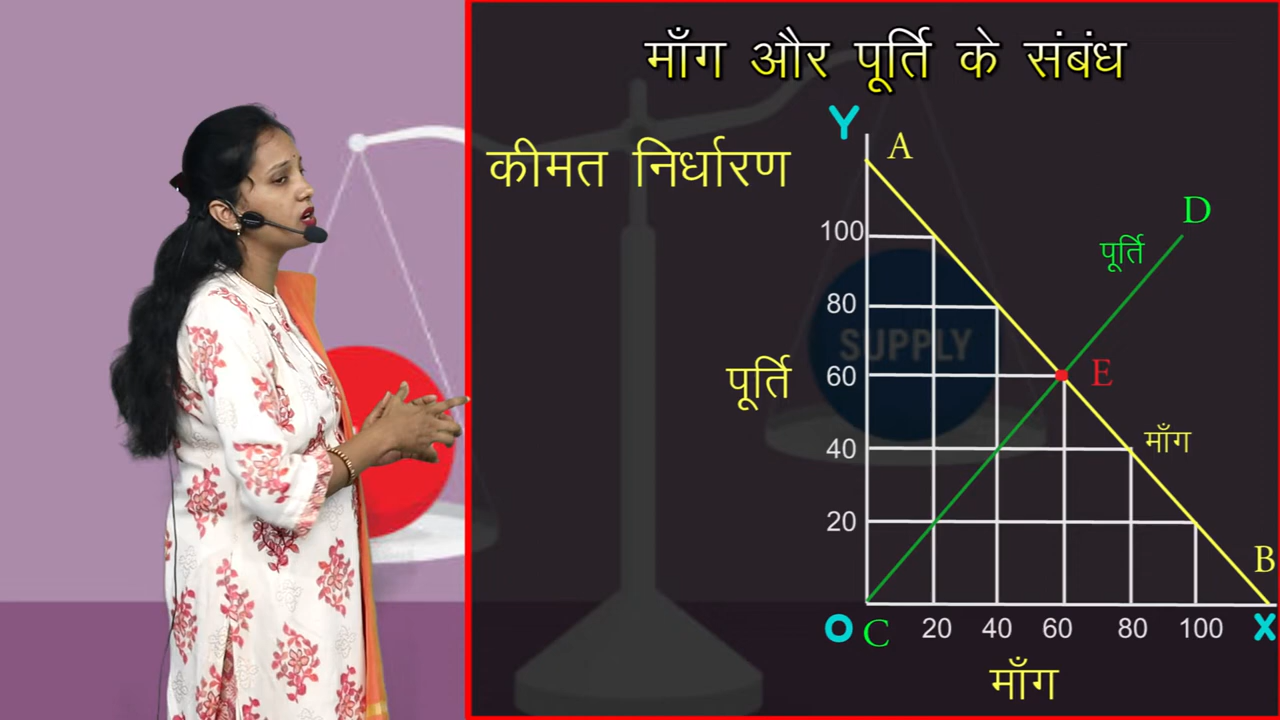 माँग और पूर्ति के संबंध
कीमत निर्धारण
Y
A
100
80
60
40
20
पूर्ति
SUPPLY
D
पूर्ति
E
माँग
B
O C 20 40 60 80 100 X
माँग